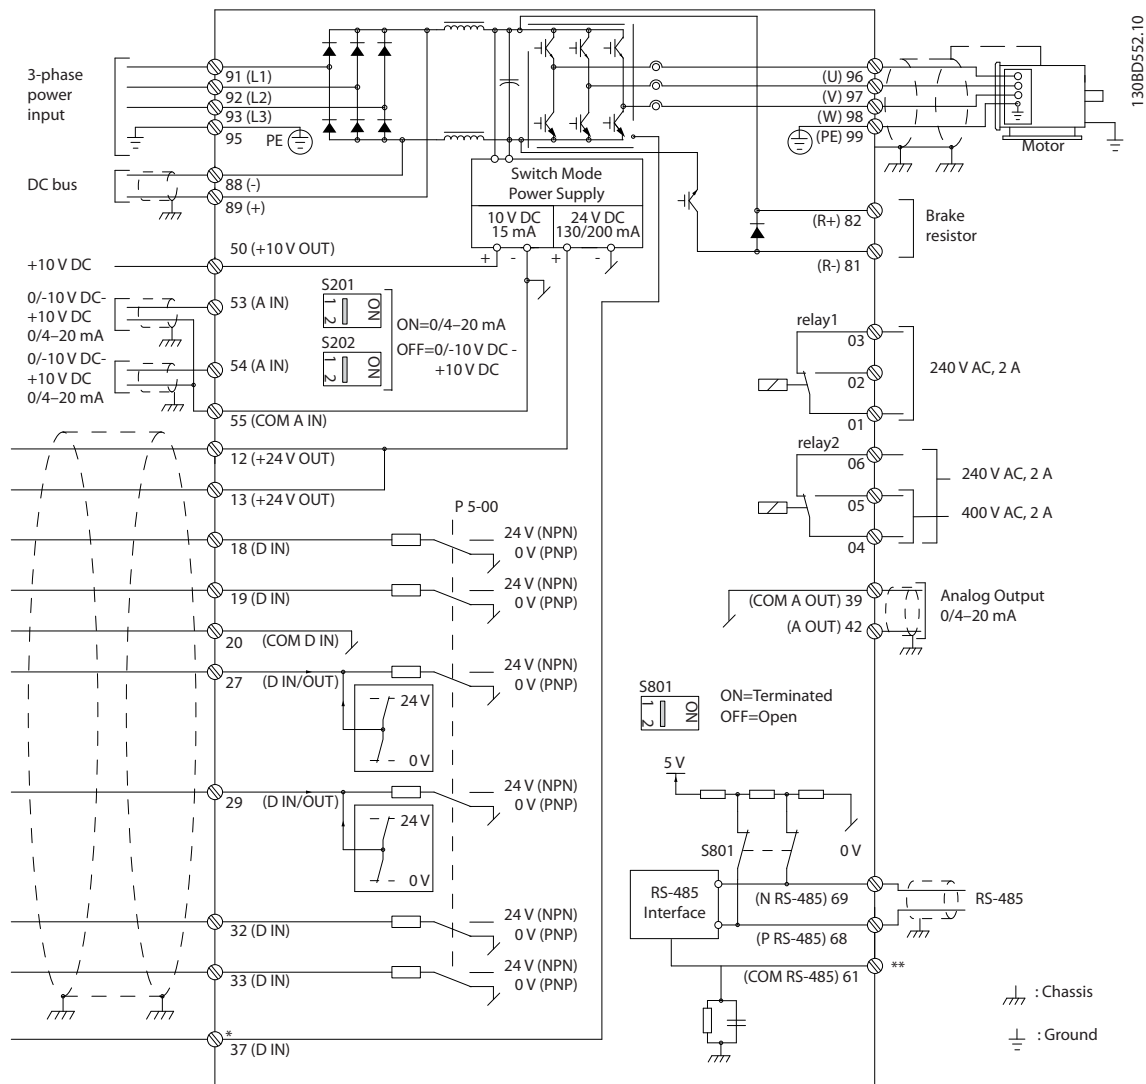 130BD552.10
3-phase
power
input
91 (L1)
92 (L2)
93 (L3)
95
PE
DC bus
88 (-)
89 (+)
+10 V DC
50 (+10 V OUT)
0/-10 V DC-
+10 V DC
0/4–20 mA
53 (A IN)
0/-10 V DC-
+10 V DC
0/4–20 mA
54 (A IN)
55 (COM A IN)
12 (+24 V OUT)
13 (+24 V OUT)
18 (D IN)
19 (D IN)
20 (COM D IN)
27 (D IN/OUT)
24 V
0 V
29 (D IN/OUT)
24 V
0 V
32 (D IN)
33 (D IN)
*
37 (D IN)
S201
1 2
ON
S202
1 2
ON
ON=0/4–20 mA
OFF=0/-10 V DC -
+10 V DC
P 5-00
24 V (NPN)
0 V (PNP)
24 V (NPN)
0 V (PNP)
24 V (NPN)
0 V (PNP)
24 V (NPN)
0 V (PNP)
24 V (NPN)
0 V (PNP)
24 V (NPN)
0 V (PNP)
Switch Mode
Power Supply
10 V DC
15 mA
24 V DC
130/200 mA
+ - + -
(U) 96
(V) 97
(W) 98
(PE) 99
Motor
(R+) 82
(R-) 81
Brake
resistor
relay1
03
02
01
240 V AC, 2 A
relay2
06
05
04
240 V AC, 2 A
400 V AC, 2 A
(COM A OUT) 39
(A OUT) 42
Analog Output
0/4–20 mA
S801
1 2
ON
ON=Terminated
OFF=Open
5 V
S801
0 V
RS-485
Interface
(N RS-485) 69
(P RS-485) 68
(COM RS-485) 61
**
RS-485
: Chassis
: Ground